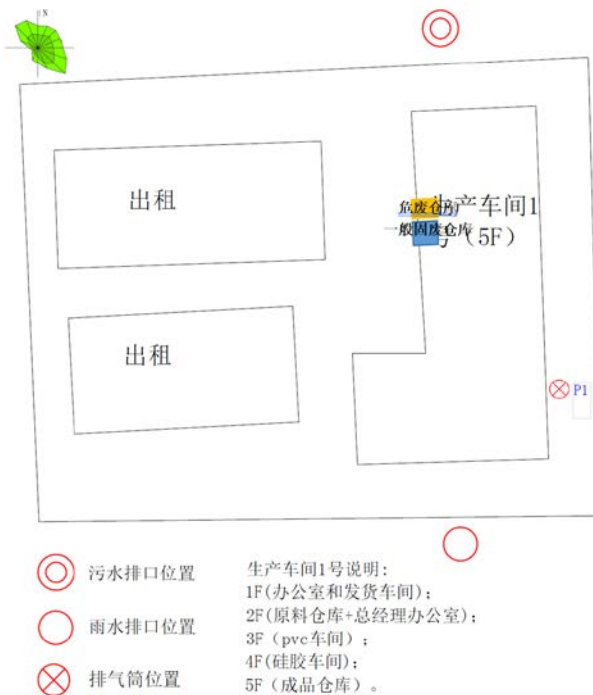 N
出租
危废仓库
生产车间1
号（5F）
一般固废仓库
出租
P1
污水排口位置
雨水排口位置
排气筒位置
生产车间1号说明:
1F(办公室和发货车间);
2F(原料仓库+总经理办公室);
3F（pvc车间）;
4F(硅胶车间);
5F（成品仓库）。